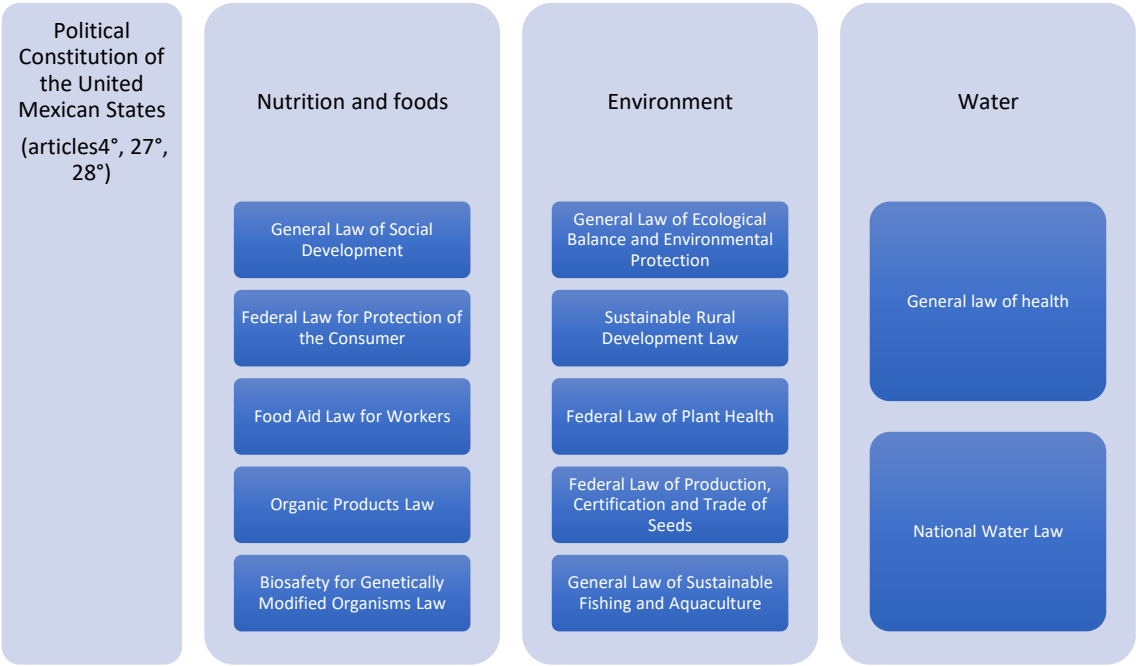 Political
Constitution of
the United
Mexican States
(articles4°, 27°,
28°)
Nutrition and foods
General Law of Social
Development
Federal Law for Protection of
the Consumer
Food Aid Law for Workers
Organic Products Law
Biosafety for Genetically
Modified Organisms Law
Environment
General Law of Ecological
Balance and Environmental
Protection
Sustainable Rural
Development Law
Federal Law of Plant Health
Federal Law of Production,
Certification and Trade of
Seeds
General Law of Sustainable
Fishing and Aquaculture
Water
General law of health
National Water Law